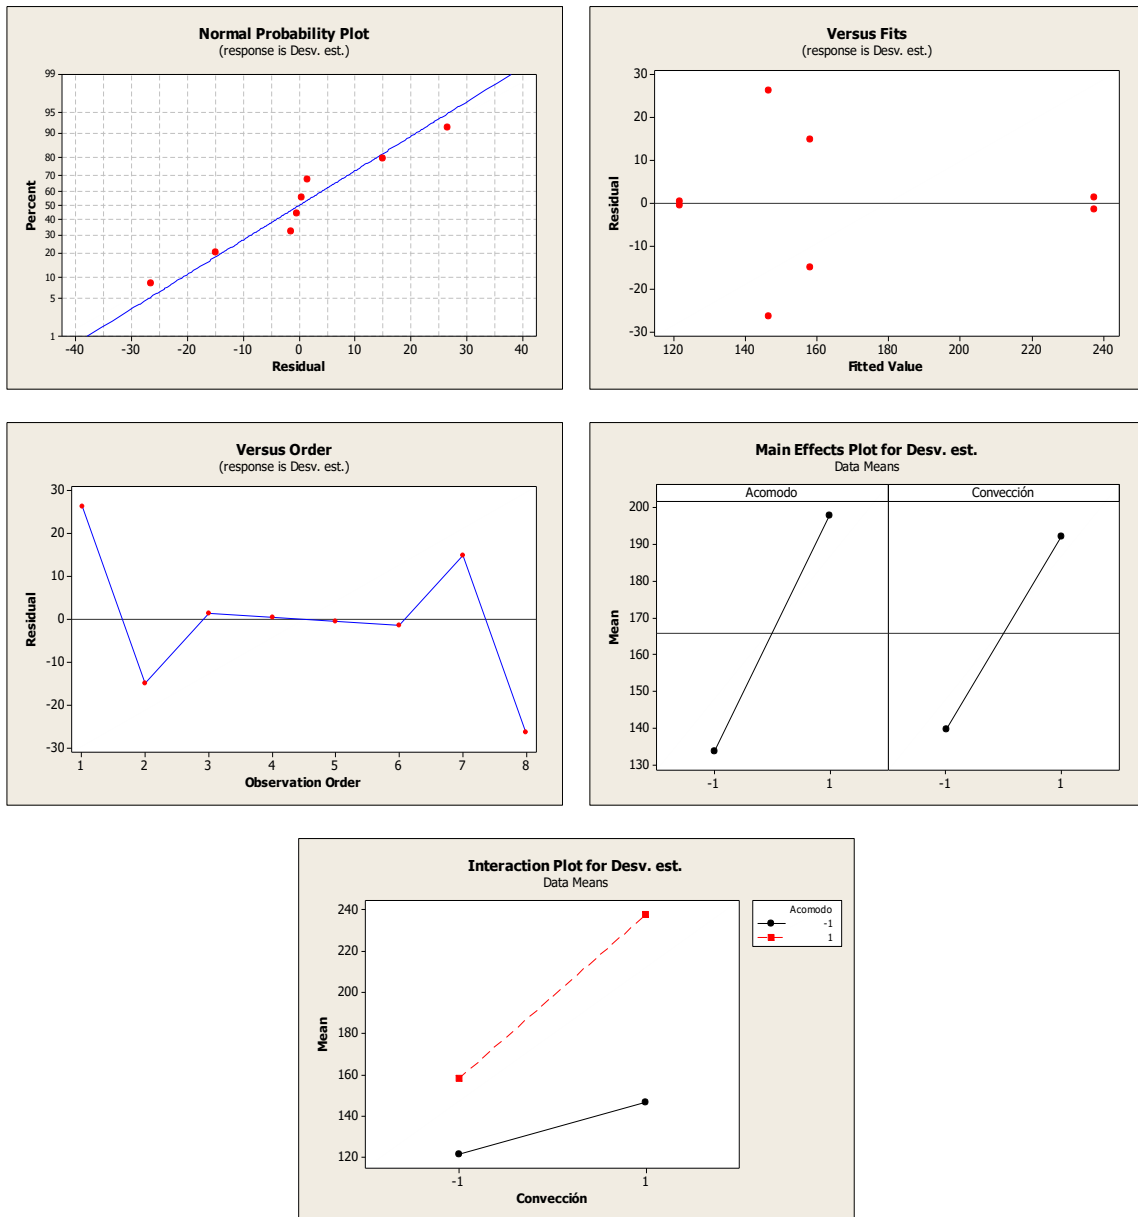 Normal Probability Plot
(response is Desv. est.)
99
95
90
80
70
60
50
40
30
20
10
5
1
Percent
-40 -30 -20 -10 0 10 20 30 40
Residual
Versus Fits
(response is Desv. est.)
30
20
10
0
-10
-20
-30
Residual
120 140 160 180 200 220 240
Fitted Value
Versus Order
(response is Desv. est.)
30
20
10
0
-10
-20
-30
Residual
1 2 3 4 5 6 7 8
Observation Order
Main Effects Plot for Desv. est.
Data Means
Acomodo Convección
200
190
180
170
160
150
140
130
Mean
-1 1 -1 1
Interaction Plot for Desv. est.
Data Means
240
220
200
180
160
140
120
Mean
-1 1
Convección
Acomodo
-1
1